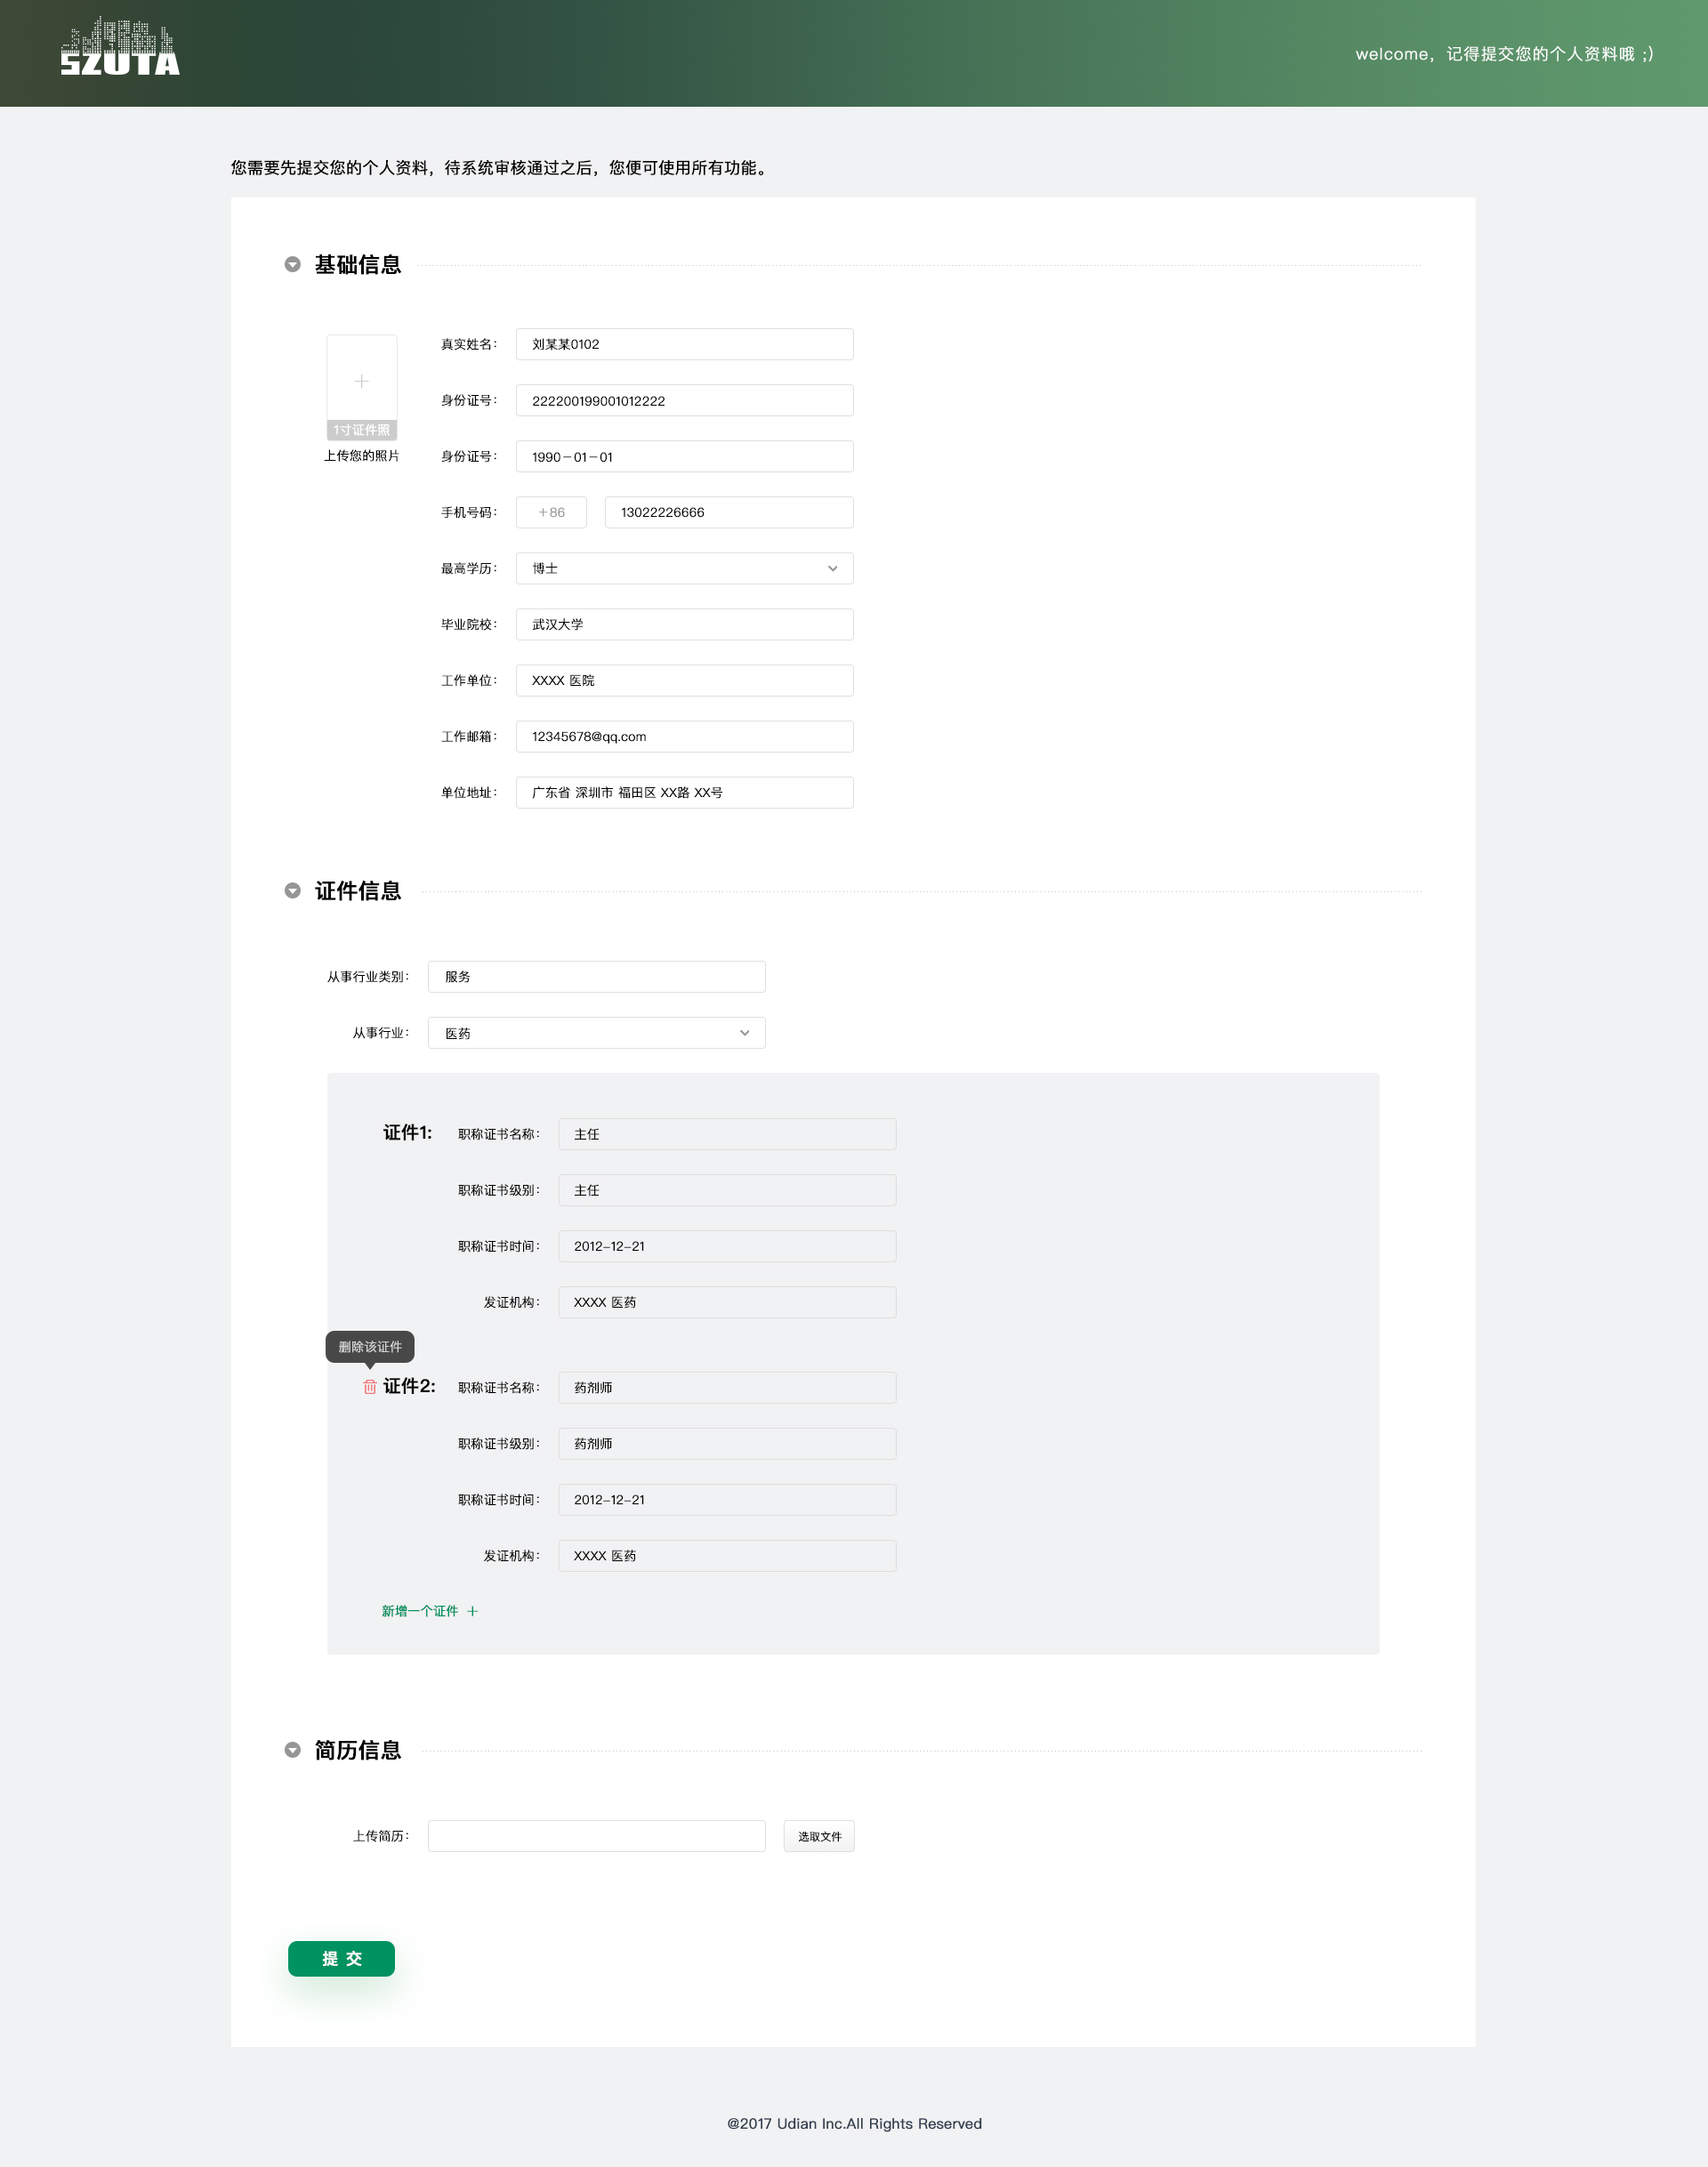 SZUTA
welcome，记得提交您的个人资料哦 ;)
您需要先提交您的个人资料，待系统审核通过之后，您便可使用所有功能。
基础信息
1寸证件照
上传您的照片
真实姓名： 刘某某0102
身份证号： 222200199001012222
身份证号： 1990-01-01
手机号码： +86 13022226666
最高学历： 博士
毕业院校： 武汉大学
工作单位： XXXX 医院
工作邮箱： 12345678@qq.com
单位地址： 广东省 深圳市 福田区 XX路 XX号
证件信息
从事行业类别： 服务
从事行业： 医药
证件1: 职称证书名称： 主任
职称证书级别： 主任
职称证书时间： 2012-12-21
发证机构： XXXX 医药
删除该证件
证件2: 职称证书名称： 药剂师
职称证书级别： 药剂师
职称证书时间： 2012-12-21
发证机构： XXXX 医药
新增一个证件 +
简历信息
上传简历： 选取文件
提 交
@2017 Udian Inc.All Rights Reserved